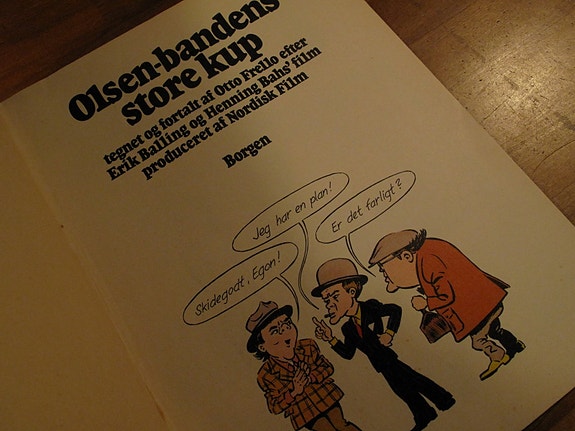 Olsen-bandens
store kup
tegnet og fortalt af Otto Frello efter
Erik Balling og Henning Bahs' film
produceret af Nordisk Film
Borgen
Skidegodt, Egon!
Jeg har en plan!
Er det farligt?